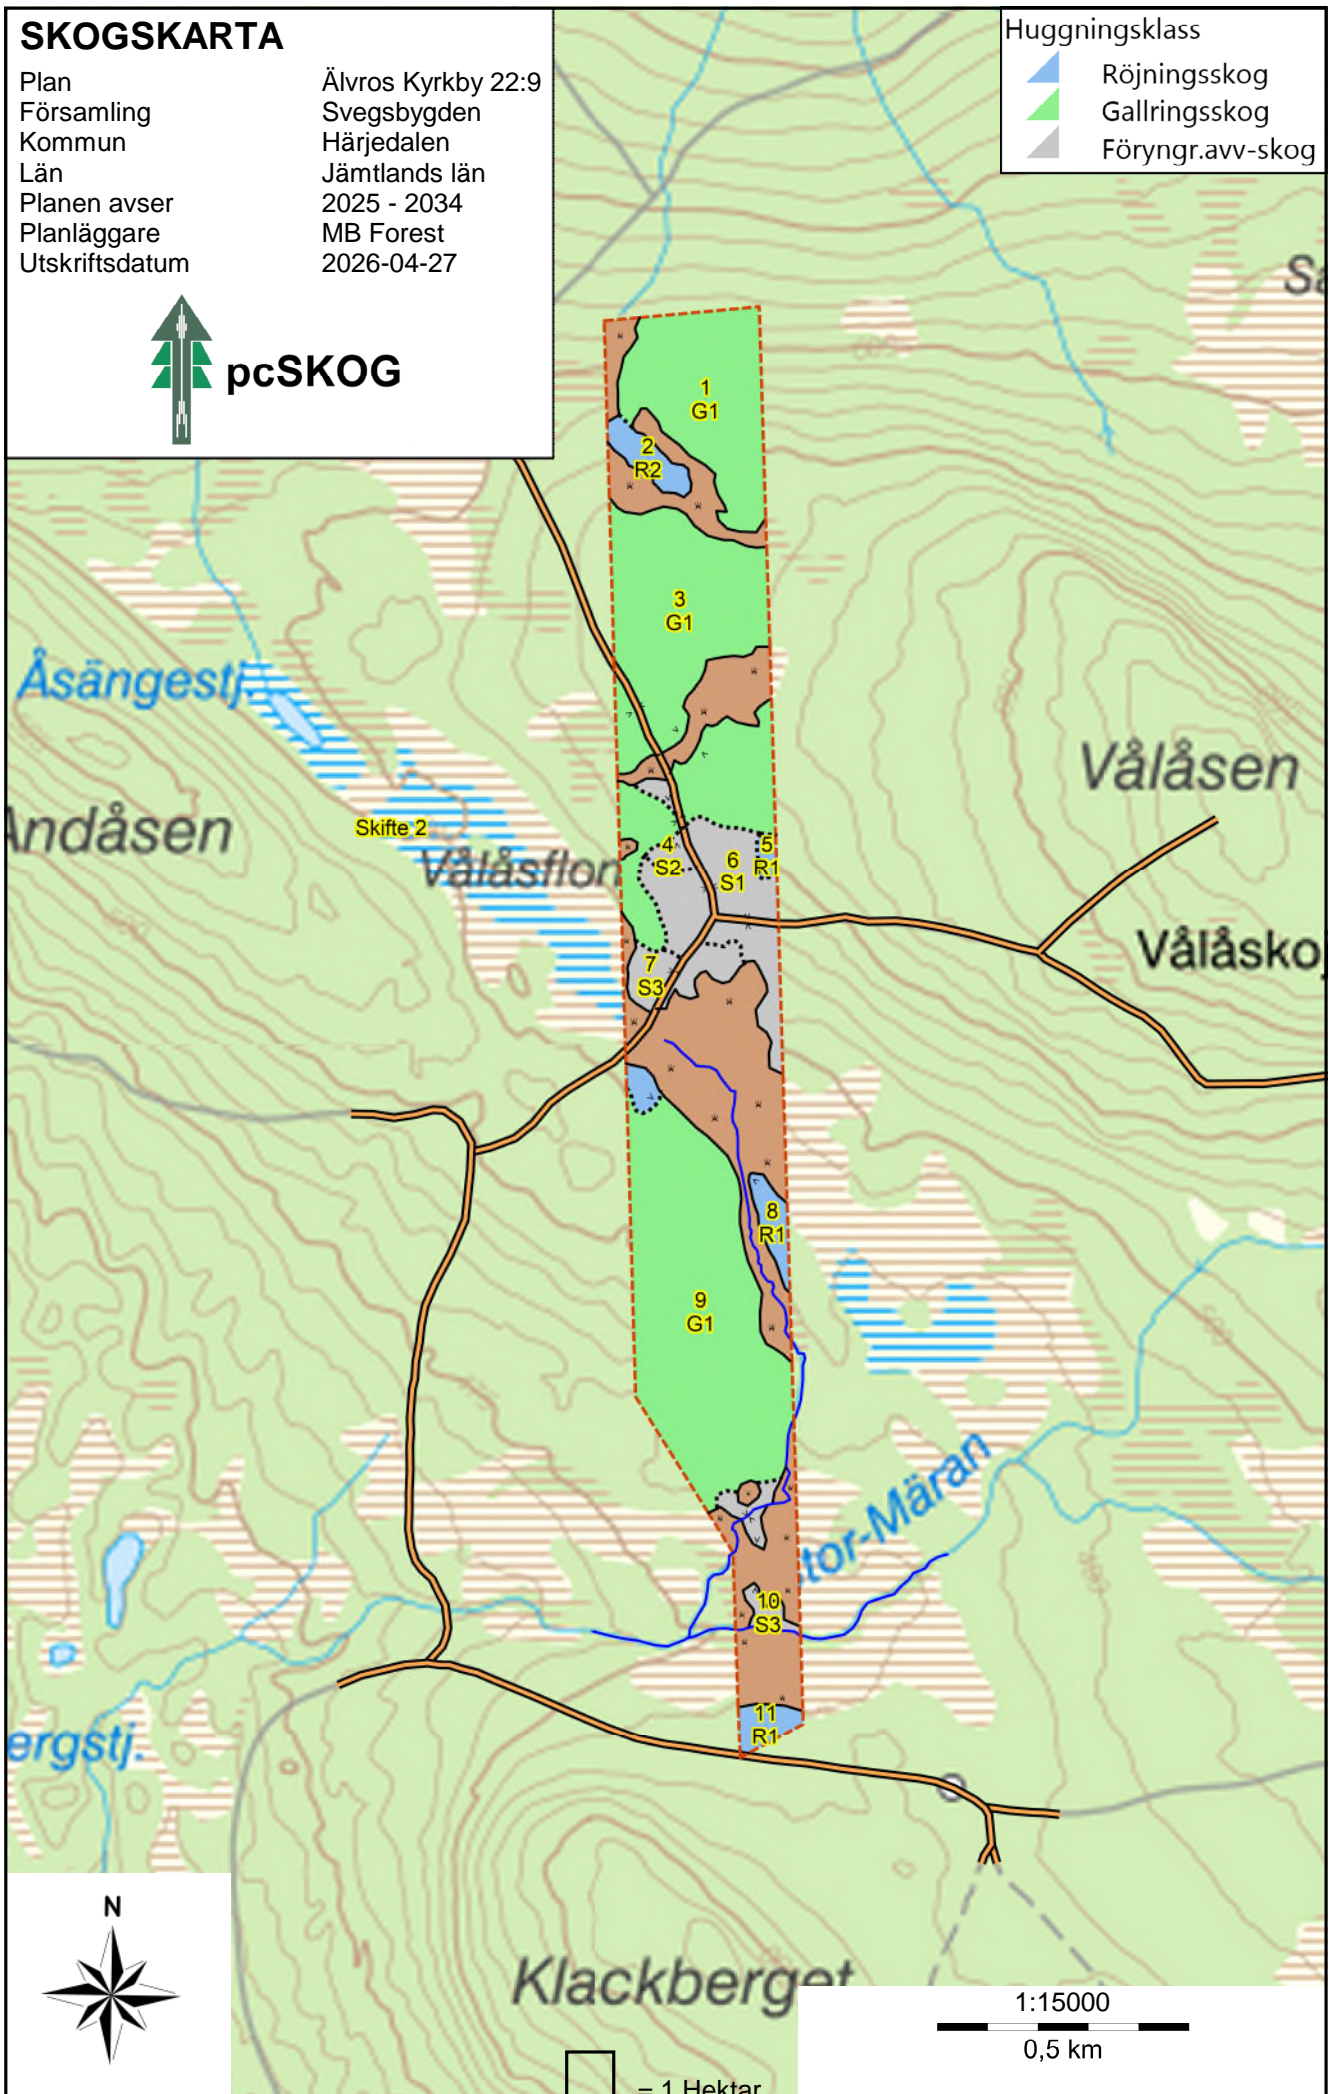 SKOGSKARTA
Plan Älvros Kyrkby 22:9
Församling Svegsbygden
Kommun Härjedalen
Län Jämtlands län
Planen avser 2025 - 2034
Planläggare MB Forest
Utskriftsdatum 2026-04-27
pcSKOG
Huggningsklass
Röjningsskog
Gallringsskog
Föryngr.avv-skog
1
G1
2
R2
3
G1
Åsängestj.
Vålåsen
Andåsen
Skifte 2
Vålåsflon
4
S2
5
R1
6
S1
Vålåsko
7
S3
8
R1
9
G1
tor-Märan
10
S3
11
R1
ergstj.
N
Klackberget
1:15000
0,5 km
= 1 Hektar